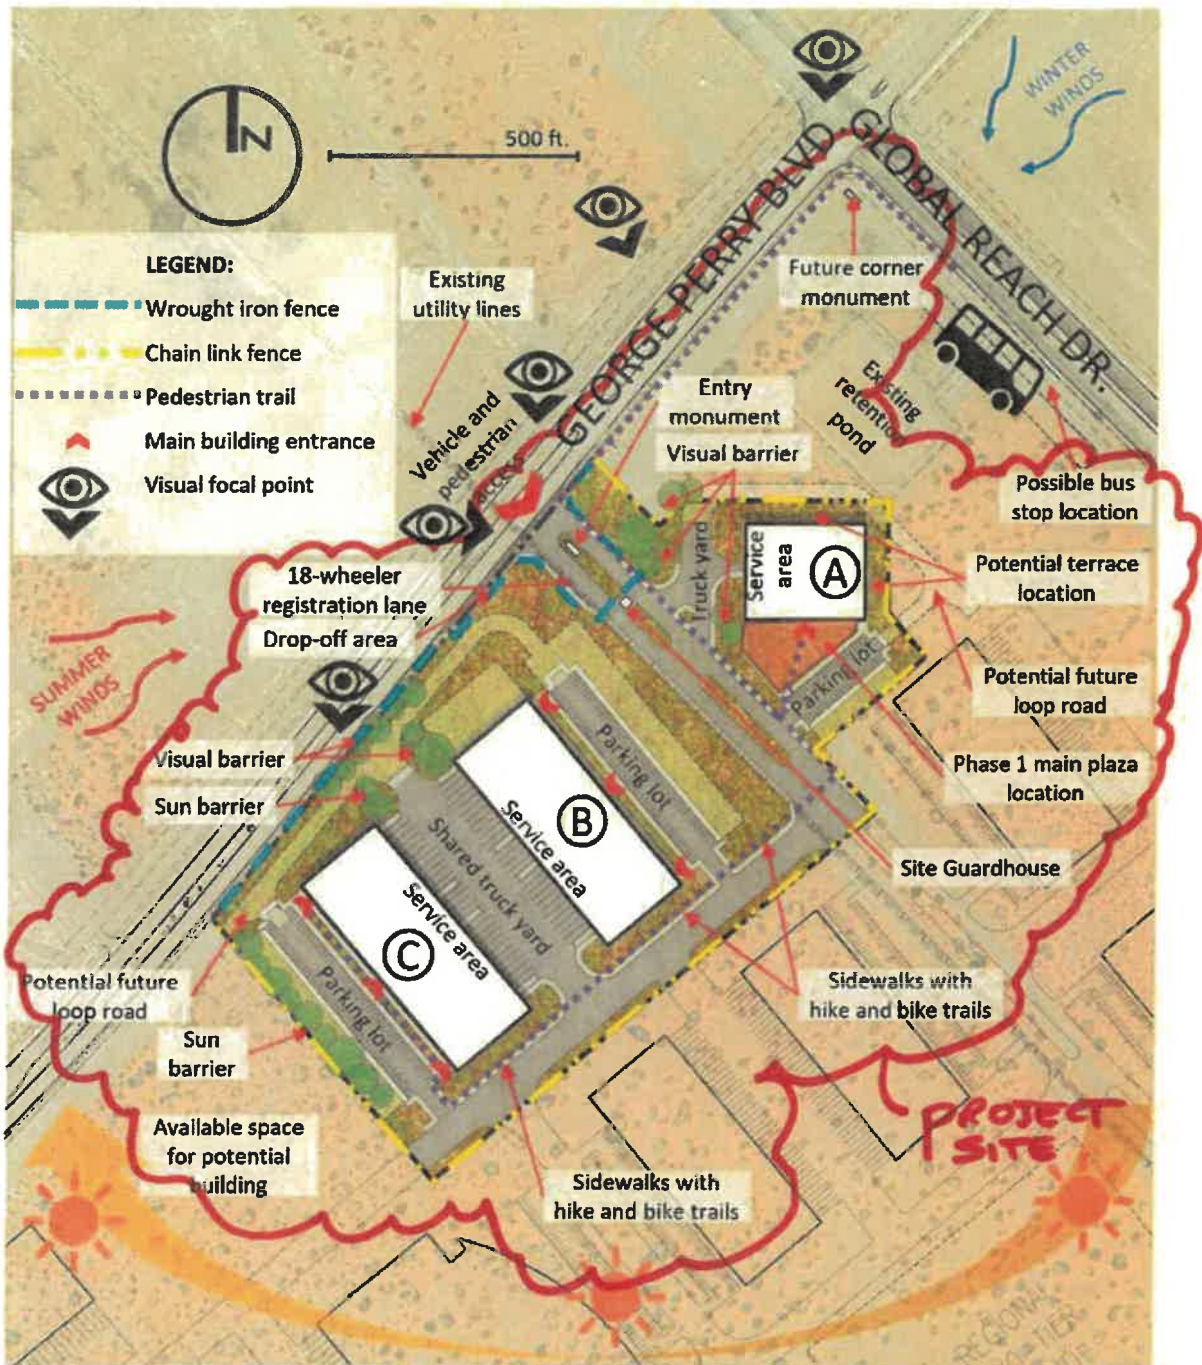 WINTER
WINDS
N
500 ft.
GEORGE PERRY BLVD
GLOBAL REACH DR.
LEGEND:
Wrought iron fence
Chain link fence
Pedestrian trail
Main building entrance
Visual focal point
Existing
utility lines
Future corner
monument
Entry
monument
Visual barrier
Existing
retention
pond
Vehicle and
pedestrian
access
Possible bus
stop location
18-wheeler
registration lane
Drop-off area
Truck yard
Service
area
A
Potential terrace
location
SUMMER
WINDS
Parking lot
Potential future
loop road
Visual barrier
Sun barrier
Parking lot
Phase 1 main plaza
location
B
Service area
Shared truck yard
Site Guardhouse
Service area
C
Parking lot
Potential future
loop road
Sidewalks with
hike and bike trails
Sun
barrier
PROJECT
SITE
Available space
for potential
building
Sidewalks with
hike and bike trails
REGIONAL